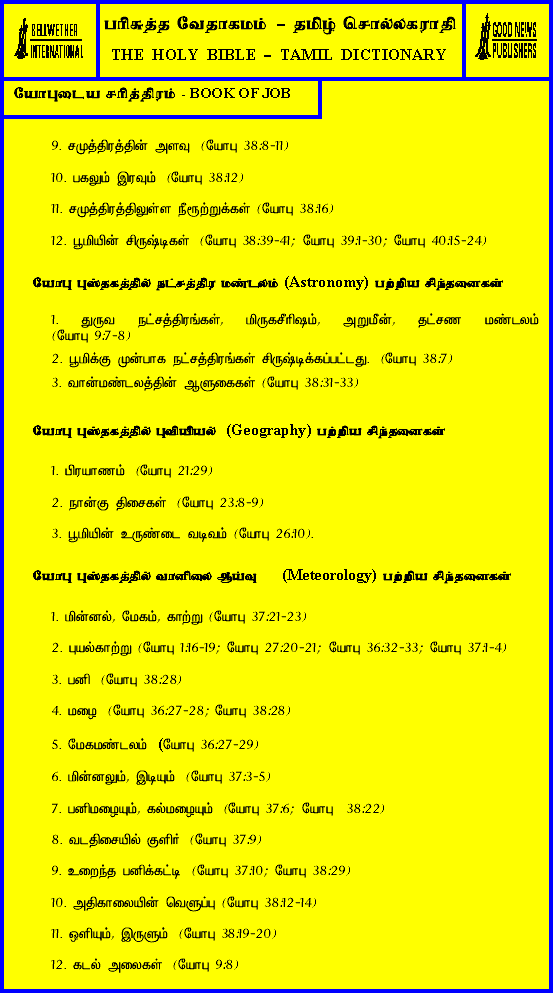 BELLWETHER
INTERNATIONAL
பரிசுத்த வேதாகமம் – தமிழ் சொல்லகராதி
THE HOLY BIBLE – TAMIL DICTIONARY
GOOD NEWS
PUBLISHERS
யோபுடைய சரித்திரம் - BOOK OF JOB
9. சமுத்திரத்தின் அளவு (யோபு 38:8-11)
10. பகலும் இரவும் (யோபு 38:12)
11. சமுத்திரத்திலுள்ள நீரூற்றுக்கள் (யோபு 38:16)
12. பூமியின் சிருஷ்டிகள் (யோபு 38:39-41; யோபு 39:1-30; யோபு 40:15-24)
யோபு புஸ்தகத்தில் நட்சத்திர மண்டலம் (Astronomy) பற்றிய சிந்தனைகள்
1. துருவ நட்சத்திரங்கள், மிருகசீரிஷம், அறுமீன், தட்சண மண்டலம்
(யோபு 9:7-8)
2. பூமிக்கு முன்பாக நட்சத்திரங்கள் சிருஷ்டிக்கப்பட்டது. (யோபு 38:7)
3. வான்மண்டலத்தின் ஆளுகைகள் (யோபு 38:31-33)
யோபு புஸ்தகத்தில் புவியியல் (Geography) பற்றிய சிந்தனைகள்
1. பிரயாணம் (யோபு 21:29)
2. நான்கு திசைகள் (யோபு 23:8-9)
3. பூமியின் உருண்டை வடிவம் (யோபு 26:10).
யோபு புஸ்தகத்தில் வானிலை ஆய்வு (Meteorology) பற்றிய சிந்தனைகள்
1. மின்னல், மேகம், காற்று (யோபு 37:21-23)
2. புயல்காற்று (யோபு 1:16-19; யோபு 27:20-21; யோபு 36:32-33; யோபு 37:1-4)
3. பனி (யோபு 38:28)
4. மழை (யோபு 36:27-28; யோபு 38:28)
5. மேகமண்டலம் (யோபு 36:27-29)
6. மின்னலும், இடியும் (யோபு 37:3-5)
7. பனிமழையும், கல்மழையும் (யோபு 37:6; யோபு 38:22)
8. வடதிசையில் குளிர் (யோபு 37:9)
9. உறைந்த பனிக்கட்டி (யோபு 37:10; யோபு 38:29)
10. அதிகாலையின் வெளுப்பு (யோபு 38:12-14)
11. ஒளியும், இருளும் (யோபு 38:19-20)
12. கடல் அலைகள் (யோபு 9:8)